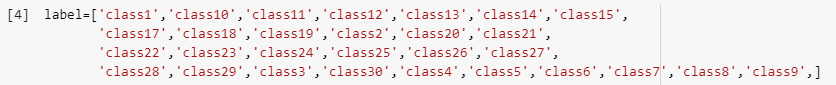 [4] label=['class1','class10','class11','class12','class13','class14','class15',
'class17','class18','class19','class2','class20','class21',
'class22','class23','class24','class25','class26','class27',
'class28','class29','class3','class30','class4','class5','class6','class7','class8','class9',]